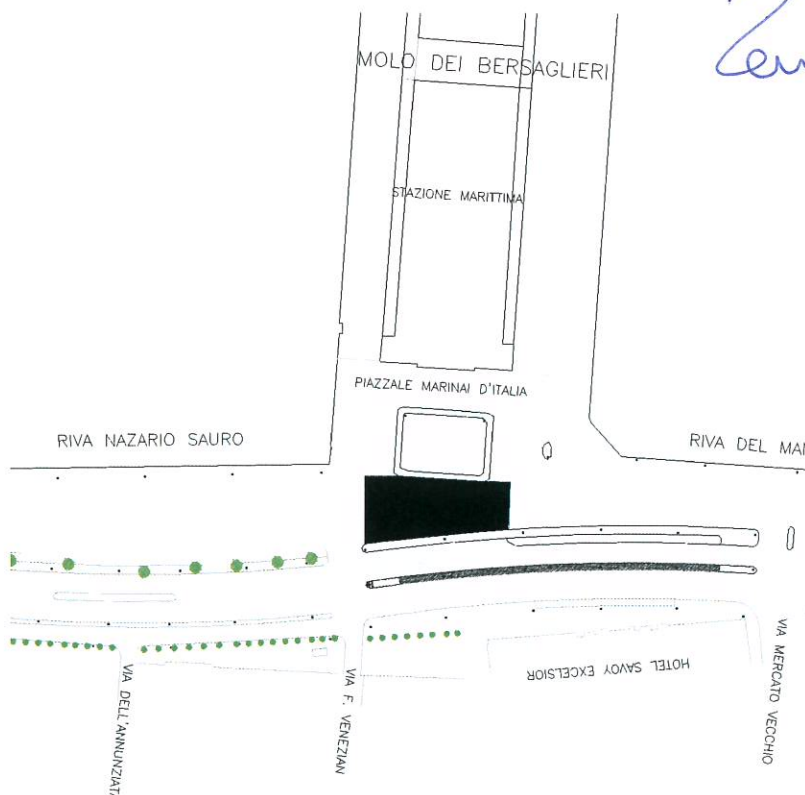 MOLO DEI BERSAGLIERI
STAZIONE MARITTIMA
PIAZZALE MARINAI D'ITALIA
RIVA NAZARIO SAURO
RIVA DEL
HOTEL SAVOY EXCELSIOR
VIA DELL'ANNUNZIATA
VIA F. VENEZIAN
VIA MERCATO VECCHIO